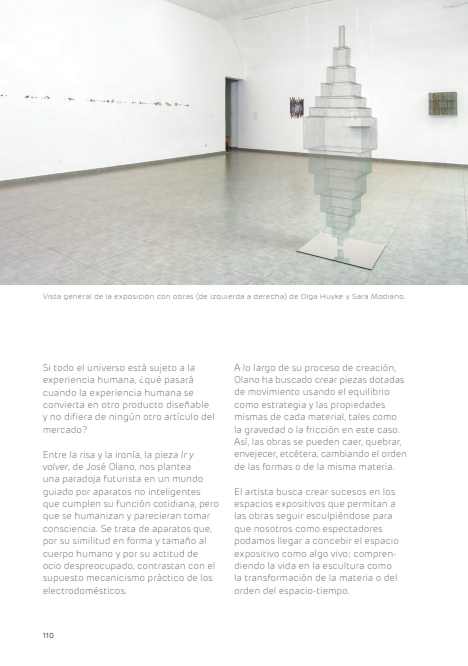 Vista general de la exposición con obras (de izquierda a derecha) de Olga Huyke y Sara Modiano.
Si todo el universo está sujeto a la
experiencia humana, ¿qué pasará
cuando la experiencia humana se
convierta en otro producto diseñable
y no difiera de ningún otro artículo del
mercado?
Entre la risa y la ironía, la pieza Ir y
volver, de José Olano, nos plantea
una paradoja futurista en un mundo
guiado por aparatos no inteligentes
que cumplen su función cotidiana, pero
que se humanizan y parecieran tomar
consciencia. Se trata de aparatos que,
por su similitud en forma y tamaño al
cuerpo humano y por su actitud de
ocio despreocupado, contrastan con el
supuesto mecanicismo práctico de los
electrodomésticos.
A lo largo de su proceso de creación,
Olano ha buscado crear piezas dotadas
de movimiento usando el equilibrio
como estrategia y las propiedades
mismas de cada material, tales como
la gravedad o la fricción en este caso.
Así, las obras se pueden caer, quebrar,
envejecer, etcétera, cambiando el orden
de las formas o de la misma materia.
El artista busca crear sucesos en los
espacios expositivos que permitan a
las obras seguir esculpiéndose para
que nosotros como espectadores
podamos llegar a concebir el espacio
expositivo como algo vivo; compren-
diendo la vida en la escultura como
la transformación de la materia o del
orden del espacio-tiempo.
110